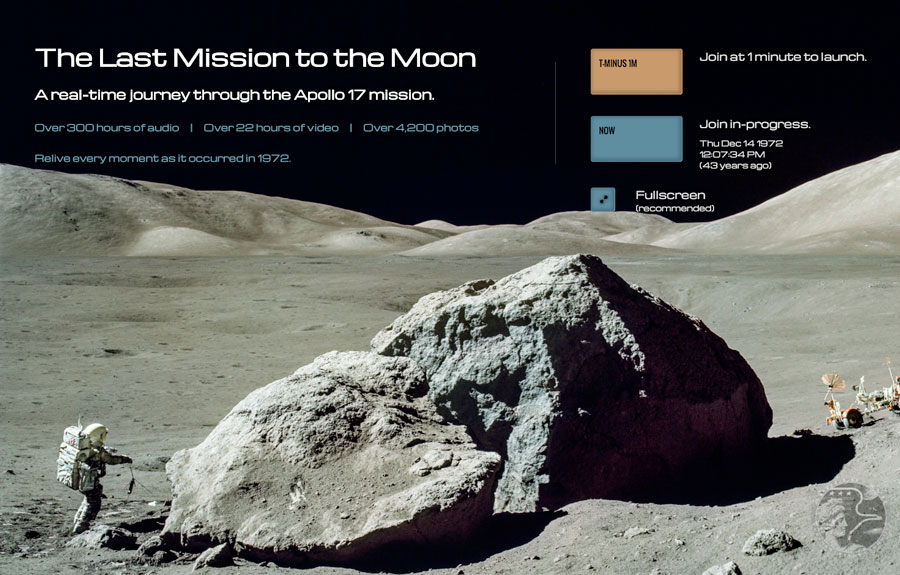 The Last Mission to the Moon
A real-time journey through the Apollo 17 mission.
Over 300 hours of audio | Over 22 hours of video | Over 4,200 photos
Relive every moment as it occurred in 1972.
T-MINUS 1M
Join at 1 minute to launch.
NOW
Join in-progress.
Thu Dec 14 1972
12:07:34 PM
(43 years ago)
Fullscreen
(recommended)